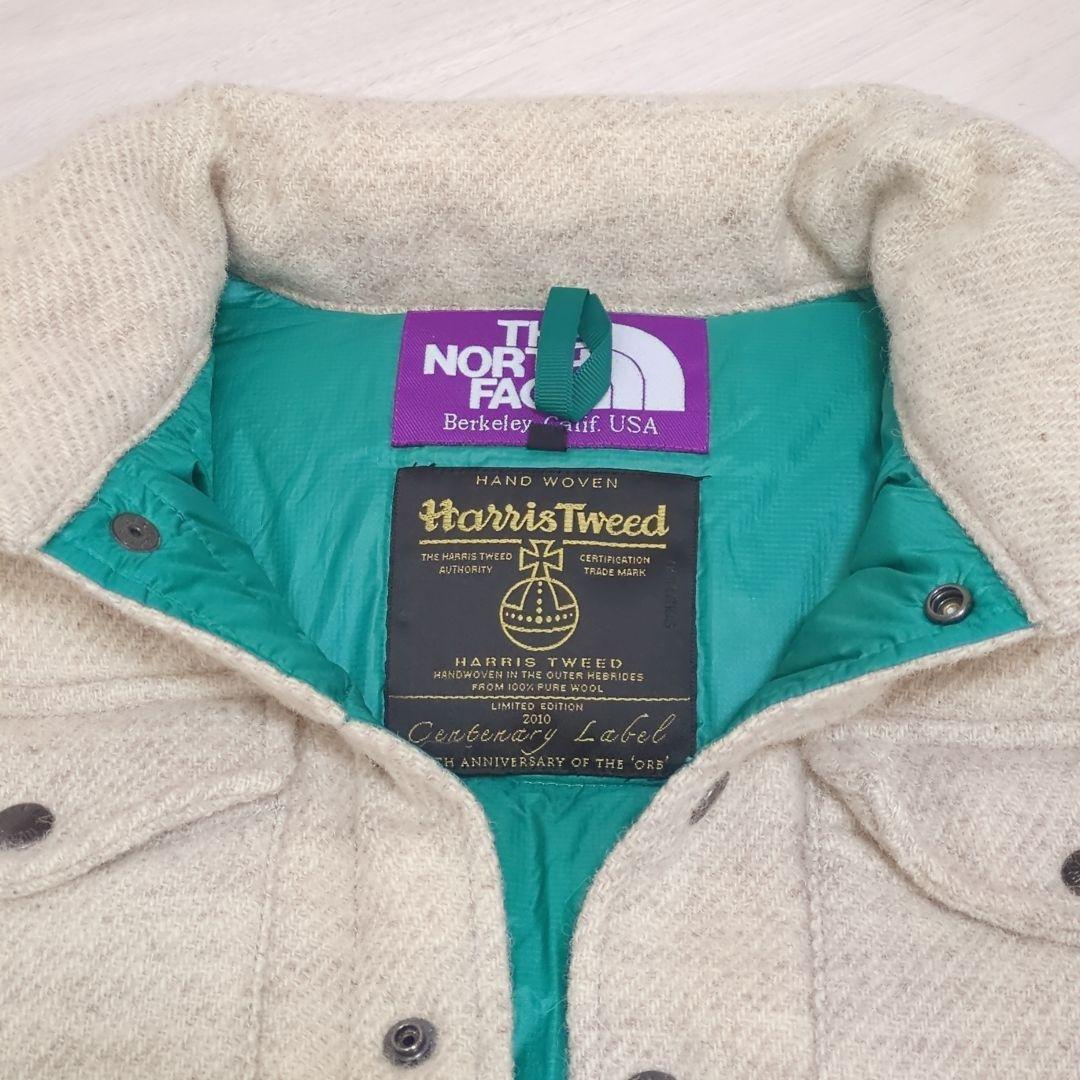 THE
NORTH
FACE
Berkeley, Calif. USA
HAND WOVEN
Harris Tweed
THE HARRIS TWEED AUTHORITY
CERTIFICATION TRADE MARK
HARRIS TWEED
HANDWOVEN IN THE OUTER HEBRIDES
FROM 100% PURE WOOL
LIMITED EDITION
2010
Centenary Label
TH ANNIVERSARY OF THE 'ORB'